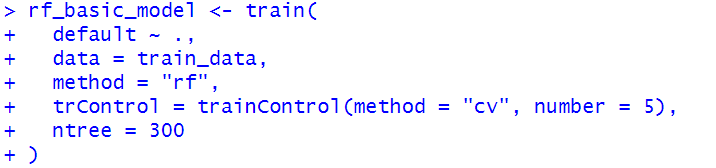 > rf_basic_model <- train(
+   default ~ .,
+   data = train_data,
+   method = "rf",
+   trControl = trainControl(method = "cv", number = 5),
+   ntree = 300
+ )